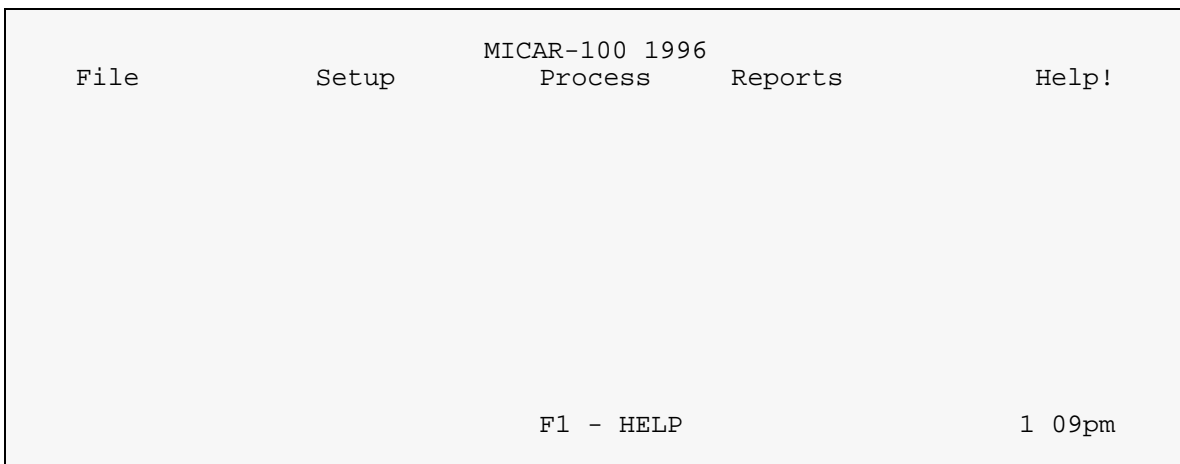 MICAR-100 1996
File Setup Process Reports Help!
F1 - HELP 1 09pm